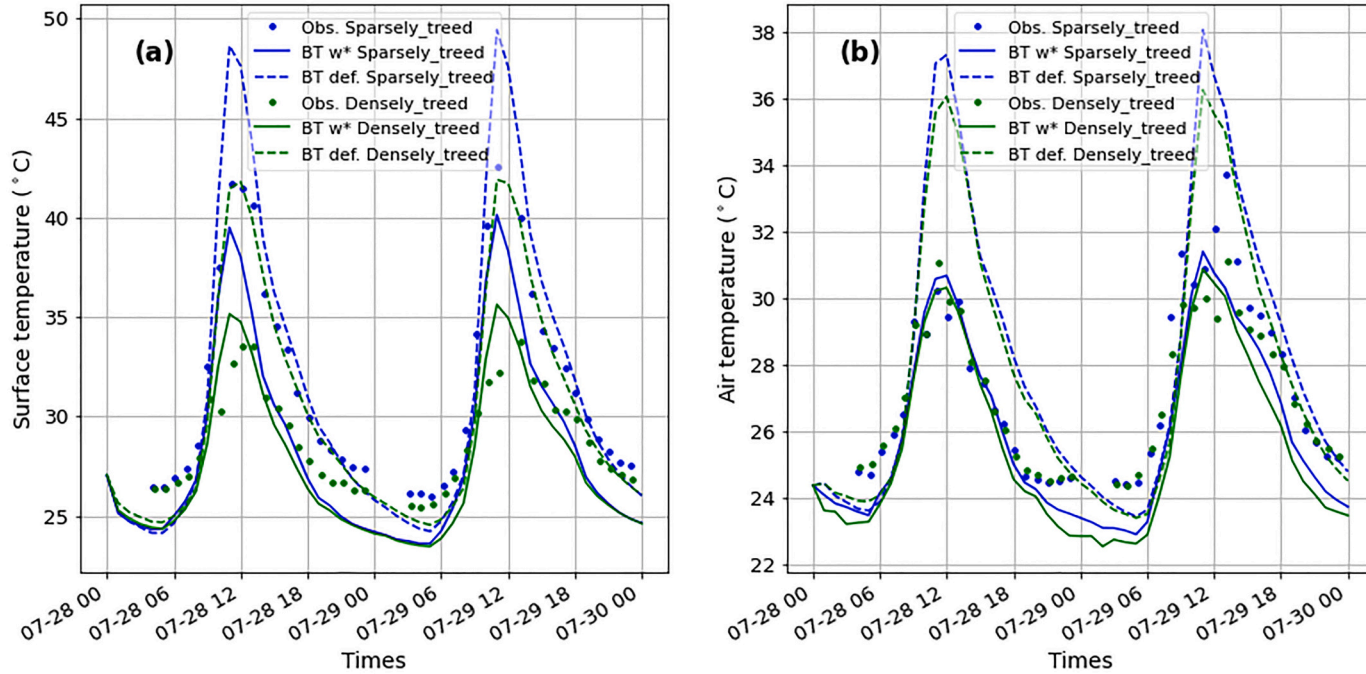 (a)
Obs. Sparsely_treed
BT w* Sparsely_treed
BT def. Sparsely_treed
Obs. Densely_treed
BT w* Densely_treed
BT def. Densely_treed
Surface temperature (°C)
50
45
40
35
30
25
07-28 00
07-28 06
07-28 12
07-28 18
07-29 00
07-29 06
07-29 12
07-29 18
07-30 00
Times
(b)
Obs. Sparsely_treed
BT w* Sparsely_treed
BT def. Sparsely_treed
Obs. Densely_treed
BT w* Densely_treed
BT def. Densely_treed
Air temperature (°C)
38
36
34
32
30
28
26
24
22
07-28 00
07-28 06
07-28 12
07-28 18
07-29 00
07-29 06
07-29 12
07-29 18
07-30 00
Times